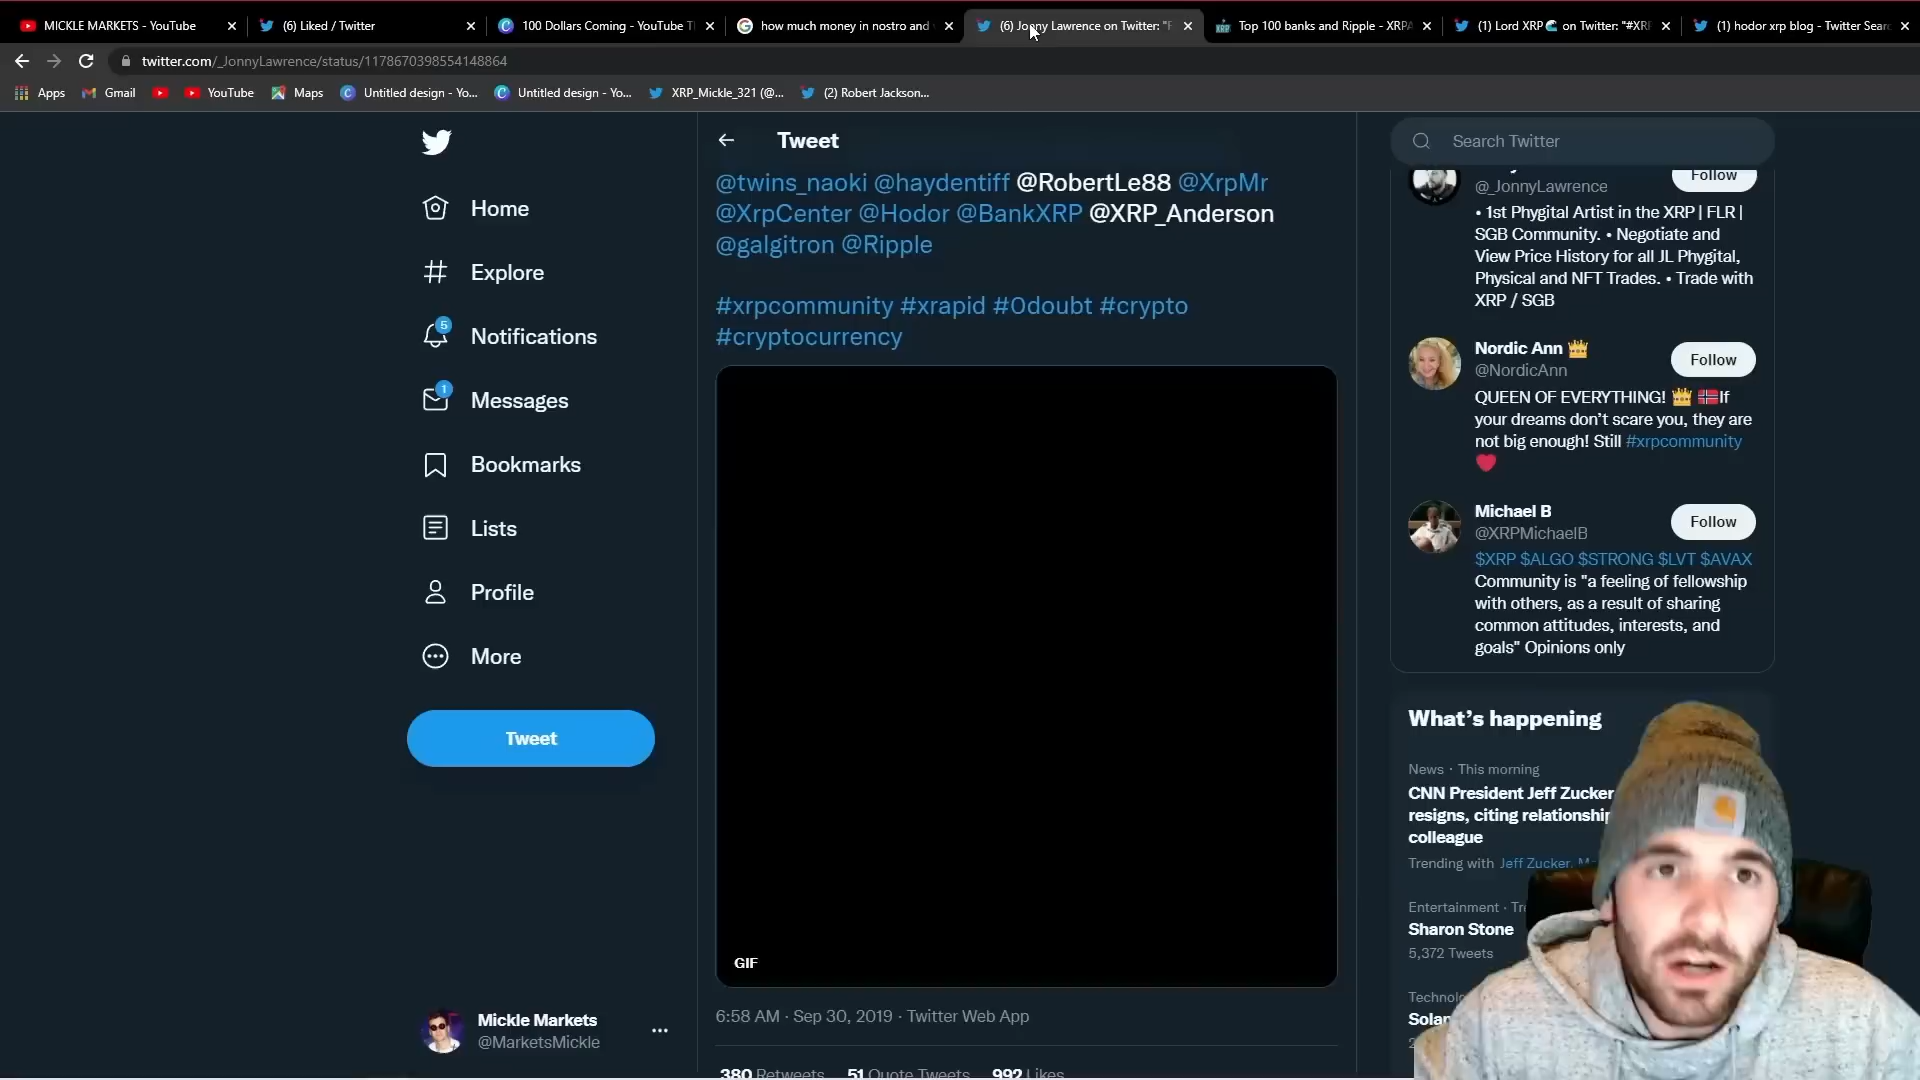 MICKLE MARKETS - YouTube
(6) Liked / Twitter
100 Dollars Coming - YouTube T
how much money in nostro and
(6) Jonny Lawrence on Twitter: "
Top 100 banks and Ripple - XRPA
(1) Lord XRP 🌊 on Twitter: "#XRI
(1) hodor xrp blog - Twitter Sear
twitter.com/_JonnyLawrence/status/1178670398554148864
Apps
Gmail
YouTube
Maps
Untitled design - Yo...
Untitled design - Yo...
XRP_Mickle_321 (@...
(2) Robert Jackson...
Home
Explore
5
Notifications
1
Messages
Bookmarks
Lists
Profile
More
Tweet
Mickle Markets
@MarketsMickle
Tweet
@twins_naoki @haydentiff @RobertLe88 @XrpMr
@XrpCenter @Hodor @BankXRP @XRP_Anderson
@galgitron @Ripple
#xrpcommunity #xrapid #0doubt #crypto
#cryptocurrency
GIF
6:58 AM · Sep 30, 2019 · Twitter Web App
380 Retweets 51 Quote Tweets 992 Likes
Search Twitter
@_JonnyLawrence
Follow
• 1st Phygital Artist in the XRP | FLR |
SGB Community. • Negotiate and
View Price History for all JL Phygital,
Physical and NFT Trades. • Trade with
XRP / SGB
Nordic Ann 👑
@NordicAnn
Follow
QUEEN OF EVERYTHING! 👑 🇳🇴If
your dreams don't scare you, they are
not big enough! Still #xrpcommunity
❤️
Michael B
@XRPMichaelB
Follow
$XRP $ALGO $STRONG $LVT $AVAX
Community is "a feeling of fellowship
with others, as a result of sharing
common attitudes, interests, and
goals" Opinions only
What's happening
News · This morning
CNN President Jeff Zucker
resigns, citing relationship
colleague
Trending with Jeff Zucker,
Entertainment ·
Sharon Stone
5,372 Tweets